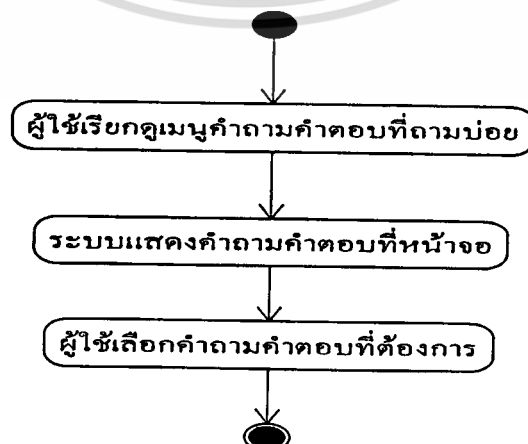 ผู้ใช้เรียกดูเมนูคำถามคำตอบที่ถามบ่อย
ระบบแสดงคำถามคำตอบที่หน้าจอ
ผู้ใช้เลือกคำถามคำตอบที่ต้องการ